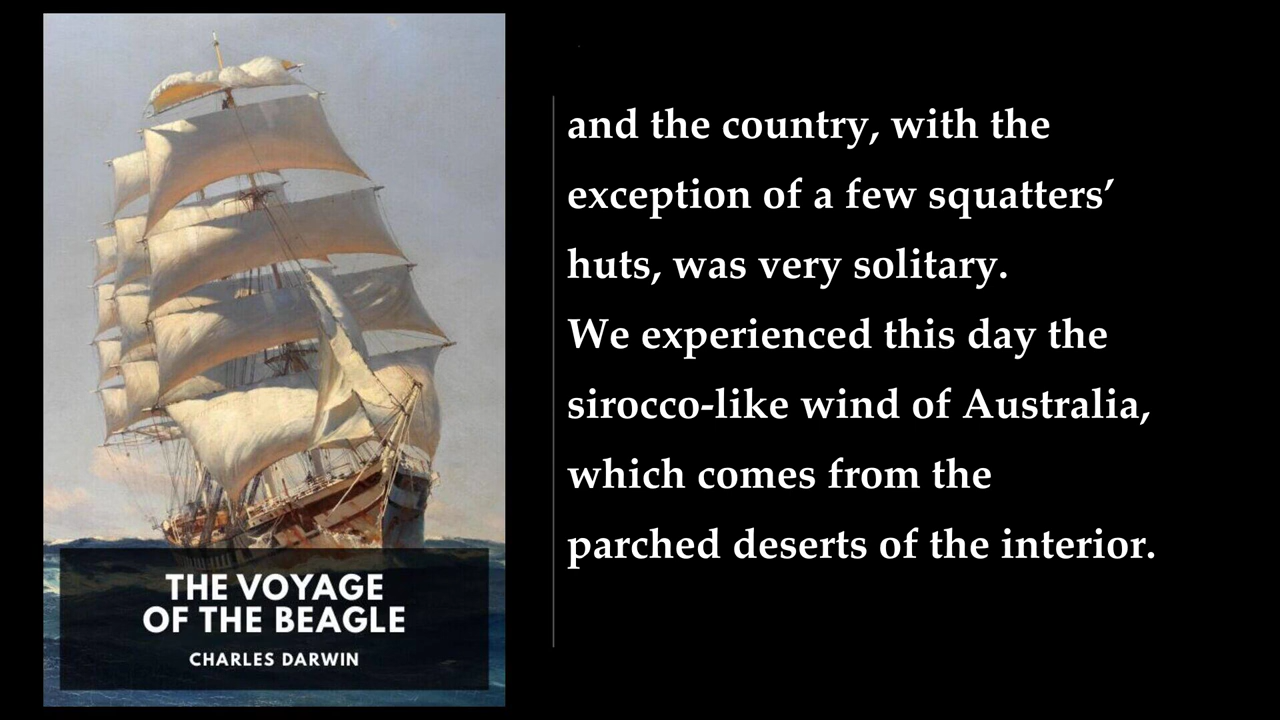 THE VOYAGE
OF THE BEAGLE
CHARLES DARWIN
and the country, with the
exception of a few squatters’
huts, was very solitary.
We experienced this day the
sirocco-like wind of Australia,
which comes from the
parched deserts of the interior.